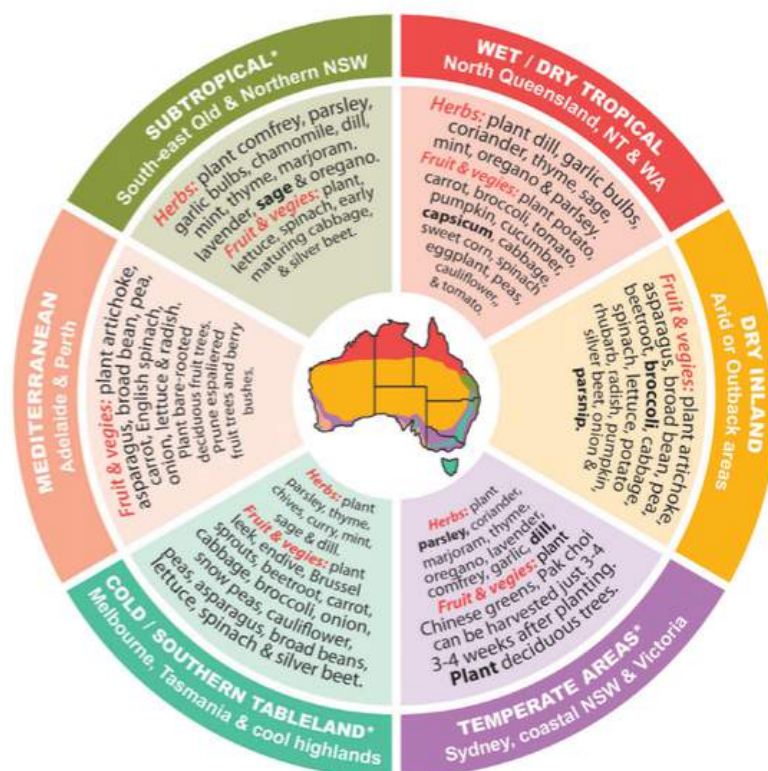 SUBTROPICAL*
South-east Qld & Northern NSW
Herbs: plant comfrey, parsley,
garlic bulbs, chamomile, dill,
mint, thyme, marjoram.
lavender, sage & oregano.
Fruit & vegies: plant,
lettuce, spinach, early
maturing cabbage,
& silver beet.
WET / DRY TROPICAL
North Queensland, NT & WA
Herbs: plant dill, garlic bulbs,
coriander, thyme, sage,
mint, oregano & parlsey,
Fruit & vegies: plant potato,
carrot, broccoli, tomato,
pumpkin, cucumber,
capsicum, cabbage,
sweet corn, spinach
eggplant, peas,
cauliflower,,
& tomato.
DRY INLAND
Arid or Outback areas
Fruit & vegies: plant artichoke,
asparagus, broad bean, pea,
beetroot, broccoli, cabbage,
spinach, lettuce, potato
rhubarb, radish, pumpkin,
silver beet, onion &
parsnip.
TEMPERATE AREAS*
Sydney, coastal NSW & Victoria
Herbs: plant
parsley, coriander,
marjoram, thyme,
oregano, lavender,
comfrey, garlic, dill,
Fruit & vegies: plant
Chinese greens, Pak choi
can be harvested just 3-4
3-4 weeks after planting.
Plant deciduous trees.
COLD / SOUTHERN TABLELAND*
Melbourne, Tasmania & cool highlands
Herbs: plant
parsley, thyme,
chives, curry, mint,
sage & dill.
Fruit & vegies: plant
leek, endive. Brussel
sprouts, beetroot, carrot,
cabbage, broccoli, onion,
snow peas, cauliflower,
peas, asparagus, broad beans,
lettuce, spinach & silver beet.
MEDITERRANEAN
Adelaide & Perth
Fruit & vegies: plant artichoke,
asparagus, broad bean, pea,
carrot, English spinach,
onion, lettuce & radish.
Plant bare-rooted
deciduous fruit trees.
Prune espaliered
fruit trees and berry
bushes.